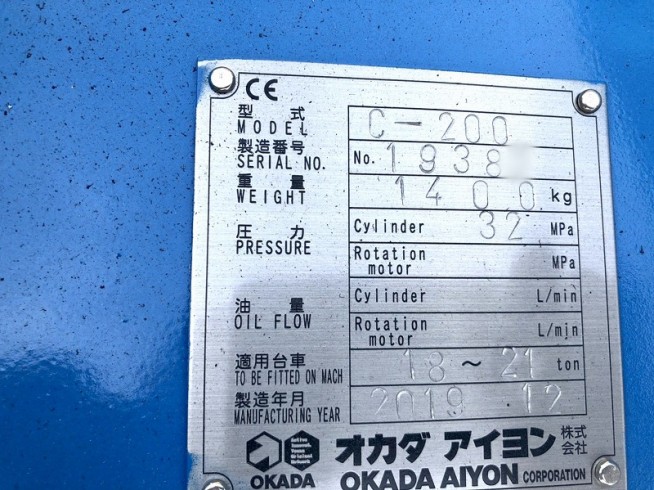 CE
型式 C-200
MODEL
製造番号 No. 1938
SERIAL NO.
重量 1400 kg
WEIGHT
圧力 Cylinder 32 MPa
PRESSURE
Rotation motor MPa
油量 Cylinder L/min
OIL FLOW
Rotation motor L/min
適用台車 18~21 ton
TO BE FITTED ON MACH
製造年月 2019.12
MANUFACTURING YEAR
オカダ アイヨン 株式会社
OKADA OKADA AIYON CORPORATION